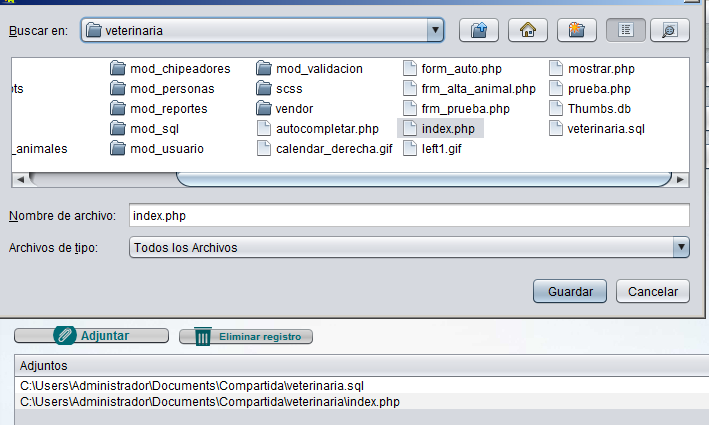 Buscar en: veterinaria
mod_chipeadores mod_validacion form_auto.php mostrar.php
ots mod_personas scss frm_alta_animal.php prueba.php
mod_reportes vendor frm_prueba.php Thumbs.db
mod_sql autocompletar.php index.php veterinaria.sql
_animales mod_usuario calendar_derecha.gif left1.gif
Nombre de archivo: index.php
Archivos de tipo: Todos los Archivos
Guardar Cancelar
Adjuntar Eliminar registro
Adjuntos
C:\Users\Administrador\Documents\Compartida\veterinaria.sql
C:\Users\Administrador\Documents\Compartida\veterinaria\index.php